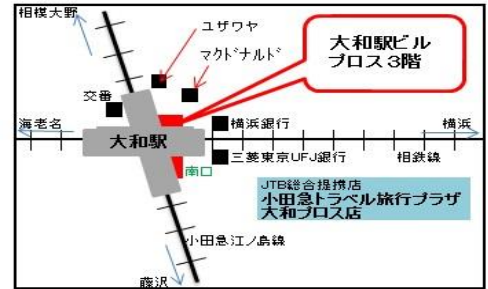 相模大野
ユザワヤ
マクドナルド
大和駅ビル
プロス3階
交番
海老名
横浜銀行
横浜
大和駅
三菱東京UFJ銀行
相鉄線
南口
JTB総合提携店
小田急トラベル旅行プラザ
大和プロス店
小田急江ノ島線
藤沢